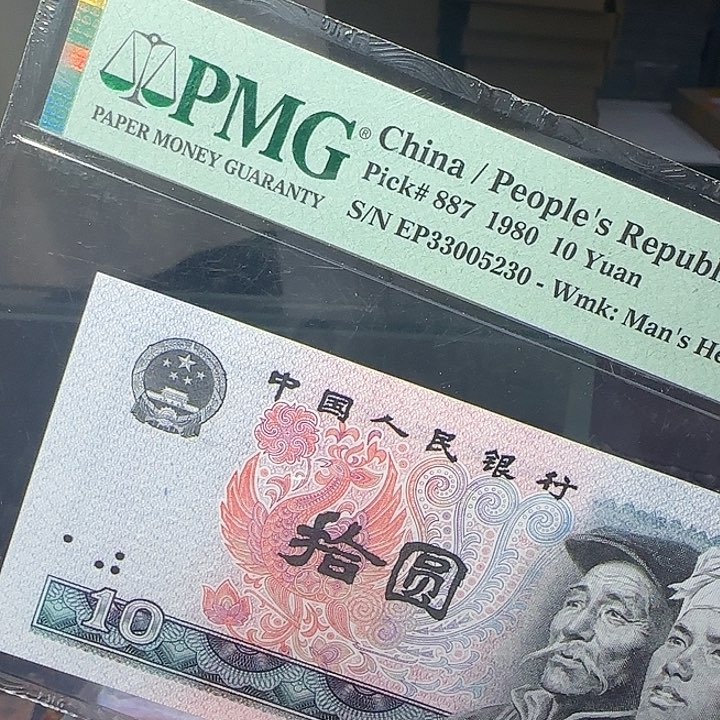 PMG®
PAPER MONEY GUARANTY
China / People's Republ
Pick# 887 1980 10 Yuan
S/N EP33005230 - Wmk: Man's He
中国人民银行
拾圆
10